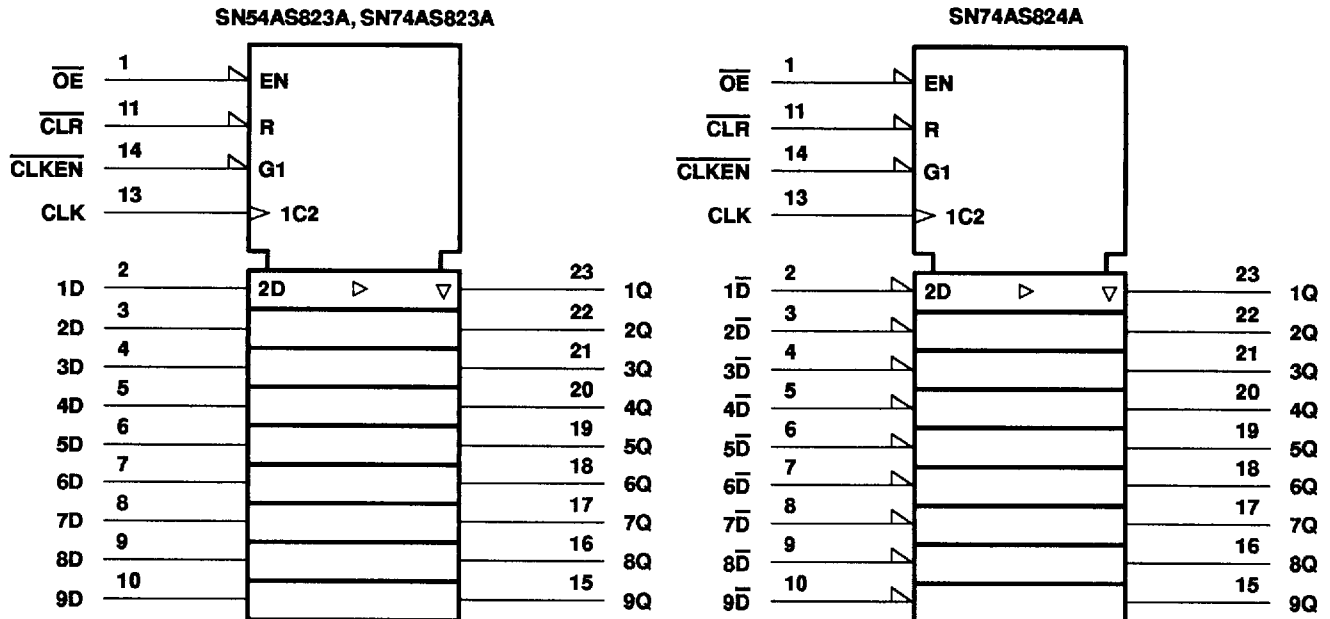 SN54AS823A, SN74AS823A
OE 1 EN
CLR 11 R
CLKEN 14 G1
CLK 13 1C2
1D 2 2D 23 1Q
2D 3 22 2Q
3D 4 21 3Q
4D 5 20 4Q
5D 6 19 5Q
6D 7 18 6Q
7D 8 17 7Q
8D 9 16 8Q
9D 10 15 9Q
SN74AS824A
OE 1 EN
CLR 11 R
CLKEN 14 G1
CLK 13 1C2
1D 2 2D 23 1Q
2D 3 22 2Q
3D 4 21 3Q
4D 5 20 4Q
5D 6 19 5Q
6D 7 18 6Q
7D 8 17 7Q
8D 9 16 8Q
9D 10 15 9Q